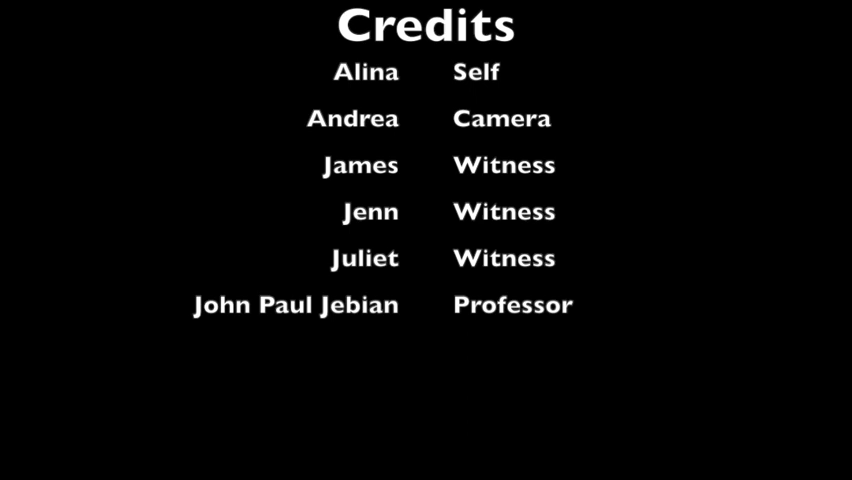 Credits
Alina Self
Andrea Camera
James Witness
Jenn Witness
Juliet Witness
John Paul Jebian Professor